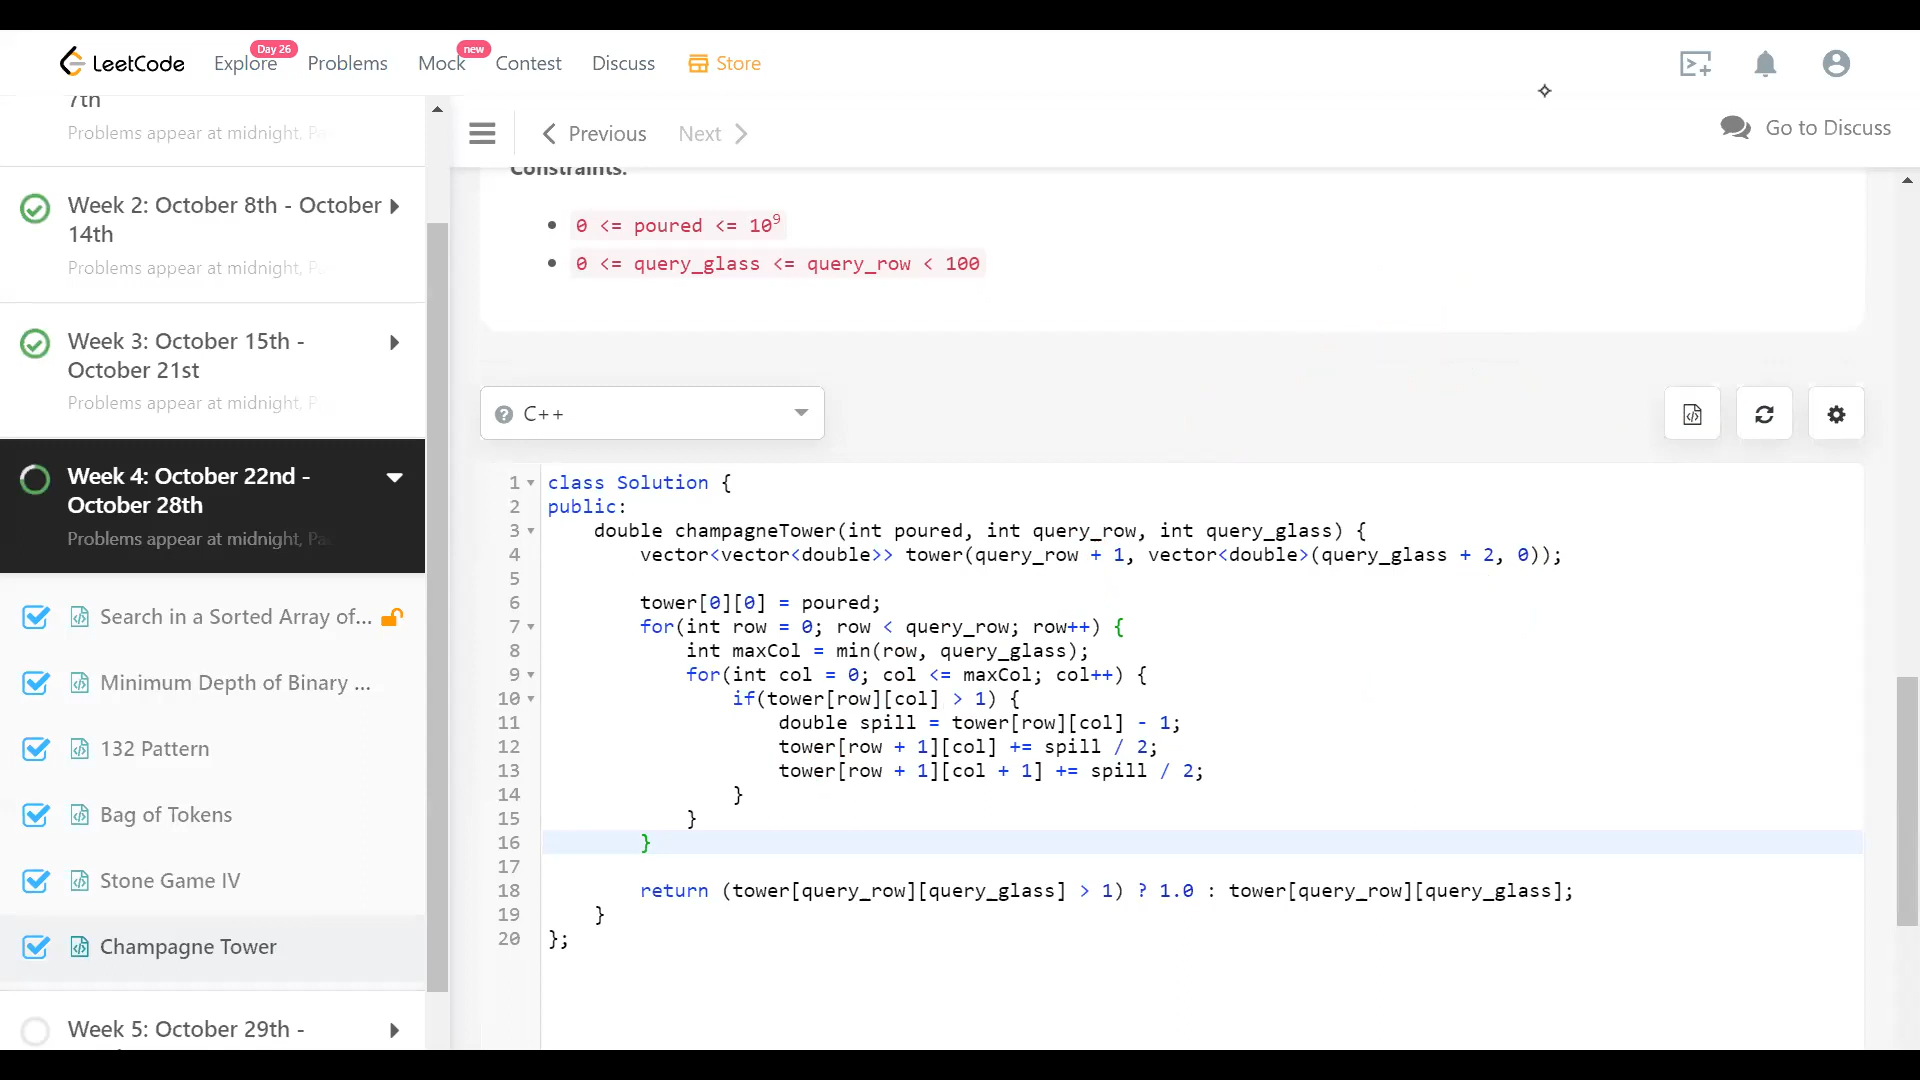 LeetCode
Explore
Day 26
Problems
Mock
new
Contest
Discuss
Store
7th
Problems appear at midnight,
Week 2: October 8th - October
14th
Problems appear at midnight,
Week 3: October 15th -
October 21st
Problems appear at midnight,
Week 4: October 22nd -
October 28th
Problems appear at midnight,
Search in a Sorted Array of...
Minimum Depth of Binary ...
132 Pattern
Bag of Tokens
Stone Game IV
Champagne Tower
Week 5: October 29th -
Previous
Next
Go to Discuss
Constraints:
0 <= poured <= 10⁹
0 <= query_glass <= query_row < 100
C++
1 class Solution {
2 public:
3     double champagneTower(int poured, int query_row, int query_glass) {
4         vector<vector<double>> tower(query_row + 1, vector<double>(query_glass + 2, 0));
5
6         tower[0][0] = poured;
7         for(int row = 0; row < query_row; row++) {
8             int maxCol = min(row, query_glass);
9             for(int col = 0; col <= maxCol; col++) {
10                 if(tower[row][col] > 1) {
11                     double spill = tower[row][col] - 1;
12                     tower[row + 1][col] += spill / 2;
13                     tower[row + 1][col + 1] += spill / 2;
14                 }
15             }
16         }
17
18         return (tower[query_row][query_glass] > 1) ? 1.0 : tower[query_row][query_glass];
19     }
20 };